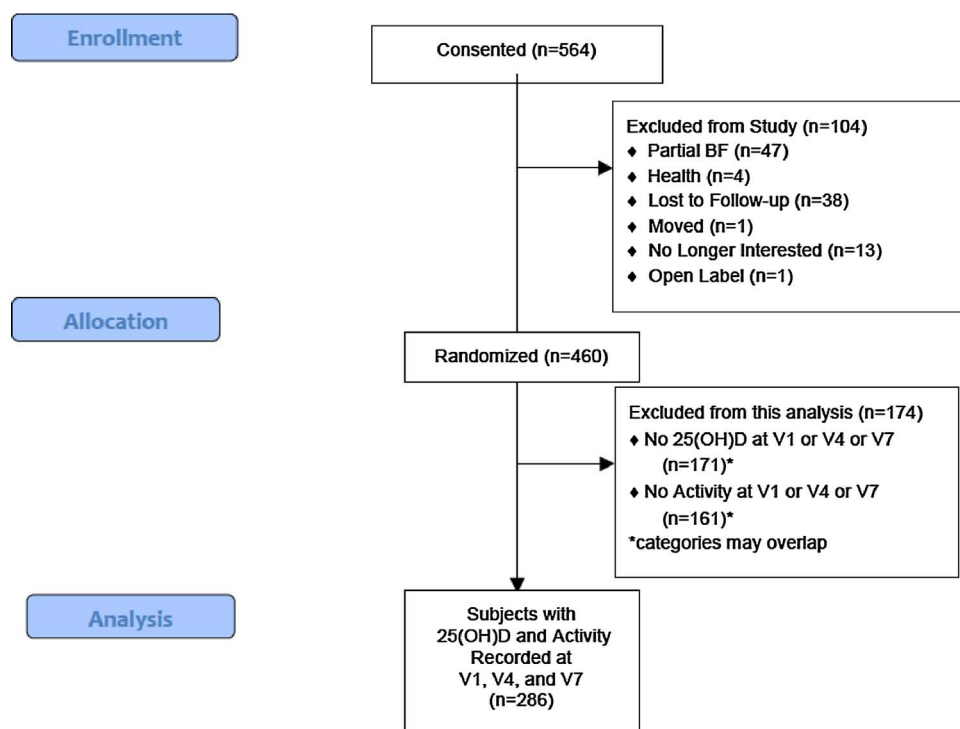 Enrollment
Consented (n=564)
Excluded from Study (n=104)
♦ Partial BF (n=47)
♦ Health (n=4)
♦ Lost to Follow-up (n=38)
♦ Moved (n=1)
♦ No Longer Interested (n=13)
♦ Open Label (n=1)
Allocation
Randomized (n=460)
Excluded from this analysis (n=174)
♦ No 25(OH)D at V1 or V4 or V7
(n=171)*
♦ No Activity at V1 or V4 or V7
(n=161)*
*categories may overlap
Analysis
Subjects with
25(OH)D and Activity
Recorded at
V1, V4, and V7
(n=286)